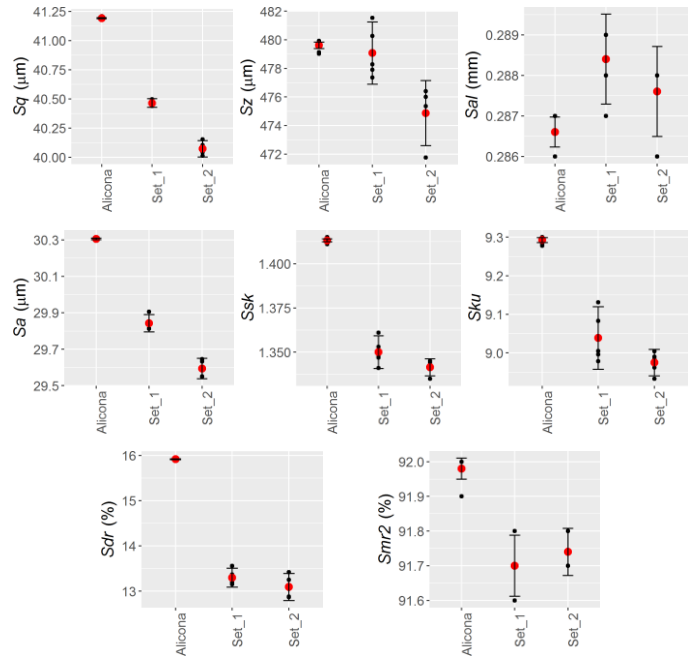 Sq (µm)
41.25
41.00
40.75
40.50
40.25
40.00
Alicona
Set_1
Set_2
Sz (µm)
480
478
476
474
472
Alicona
Set_1
Set_2
Sal (mm)
0.289
0.288
0.287
0.286
Alicona
Set_1
Set_2
Sa (µm)
30.3
30.1
29.9
29.7
29.5
Alicona
Set_1
Set_2
Ssk
1.400
1.375
1.350
Alicona
Set_1
Set_2
Sku
9.3
9.2
9.1
9.0
Alicona
Set_1
Set_2
Sdr (%)
16
15
14
13
Alicona
Set_1
Set_2
Smr2 (%)
92.0
91.9
91.8
91.7
91.6
Alicona
Set_1
Set_2